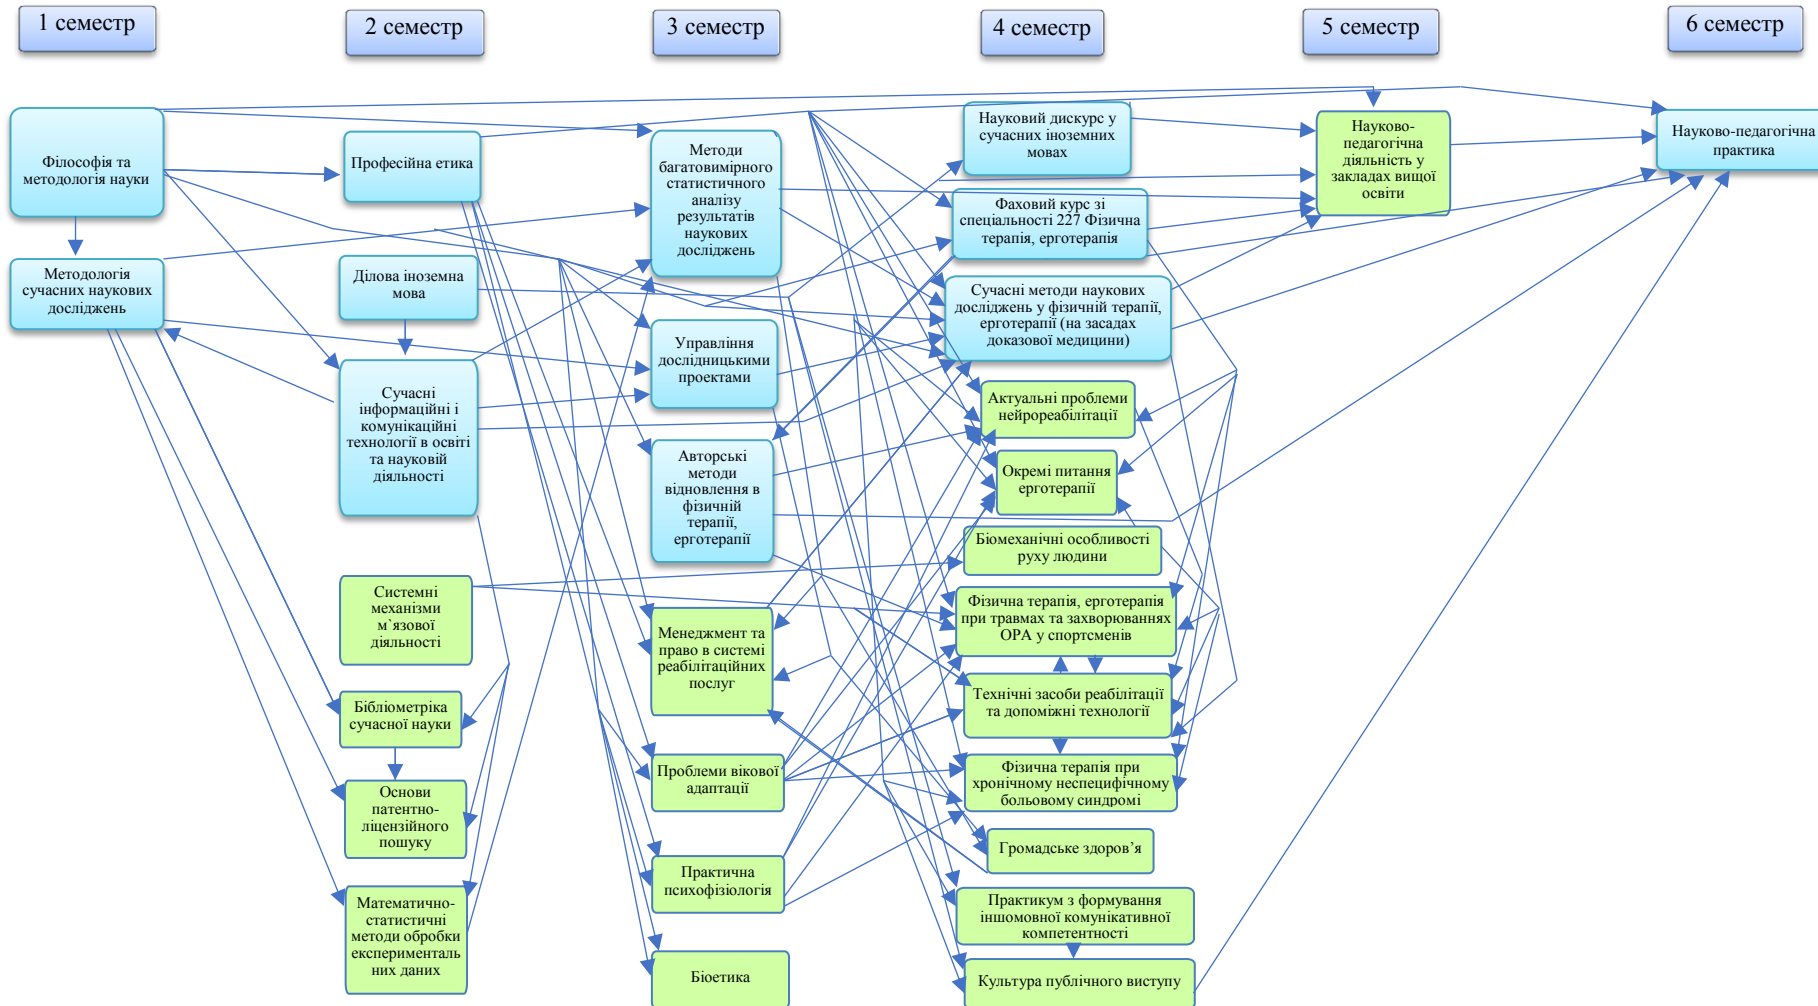 1 семестр
2 семестр
3 семестр
4 семестр
5 семестр
6 семестр
Філософія та
методологія науки
Методологія
сучасних наукових
досліджень
Професійна етика
Ділова іноземна
мова
Сучасні
інформаційні і
комунікаційні
технології в освіті
та науковій
діяльності
Системні
механізми
м`язової
діяльності
Бібліометріка
сучасної науки
Основи
патентно-
ліцензійного
пошуку
Математично-
статистичні
методи обробки
експерименталь
них даних
Методи
багатовимірного
статистичного
аналізу
результатів
наукових
досліджень
Управління
дослідницькими
проектами
Авторські
методи
відновлення в
фізичній
терапії,
ерготерапії
Менеджмент та
право в системі
реабілітаційних
послуг
Проблеми вікової
адаптації
Практична
психофізіологія
Біоетика
Науковий дискурс у
сучасних іноземних
мовах
Фаховий курс зі
спеціальності 227 Фізична
терапія, ерготерапія
Сучасні методи наукових
досліджень у фізичній терапії,
ерготерапії (на засадах
доказової медицини)
Актуальні проблеми
нейрореабілітації
Окремі питання
ерготерапії
Біомеханічні особливості
руху людини
Фізична терапія, ерготерапія
при травмах та захворюваннях
ОРА у спортсменів
Технічні засоби реабілітації
та допоміжні технології
Фізична терапія при
хронічному неспецифічному
больовому синдромі
Громадське здоров’я
Практикум з формування
іншомовної комунікативної
компетентності
Культура публічного виступу
Науково-
педагогічна
діяльність у
закладах вищої
освіти
Науково-педагогічна
практика